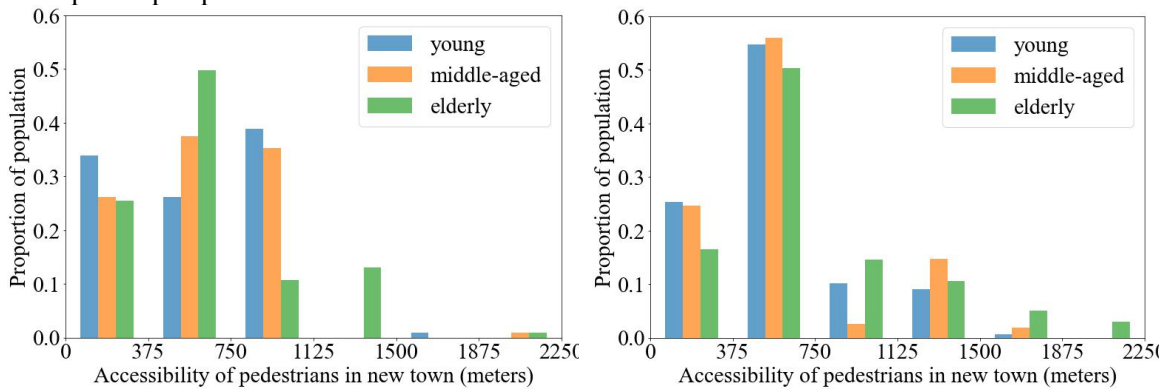 0.6
0.5
0.4
0.3
0.2
0.1
0.0
Proportion of population
young
middle-aged
elderly
0 375 750 1125 1500 1875 2250
Accessibility of pedestrians in new town (meters)
0.6
0.5
0.4
0.3
0.2
0.1
0.0
Proportion of population
young
middle-aged
elderly
0 375 750 1125 1500 1875 2250
Accessibility of pedestrians in new town (meters)